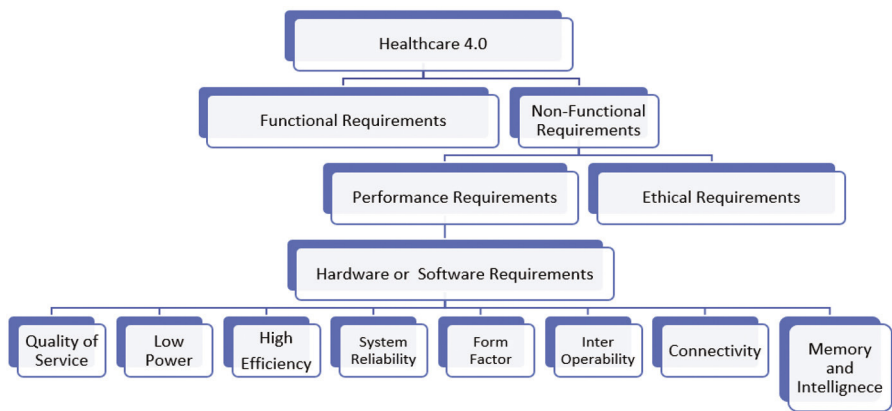 Healthcare 4.0
Functional Requirements
Non-Functional
Requirements
Performance Requirements
Ethical Requirements
Hardware or Software Requirements
Quality of
Service
Low
Power
High
Efficiency
System
Reliability
Form
Factor
Inter
Operability
Connectivity
Memory
and
Intellignece